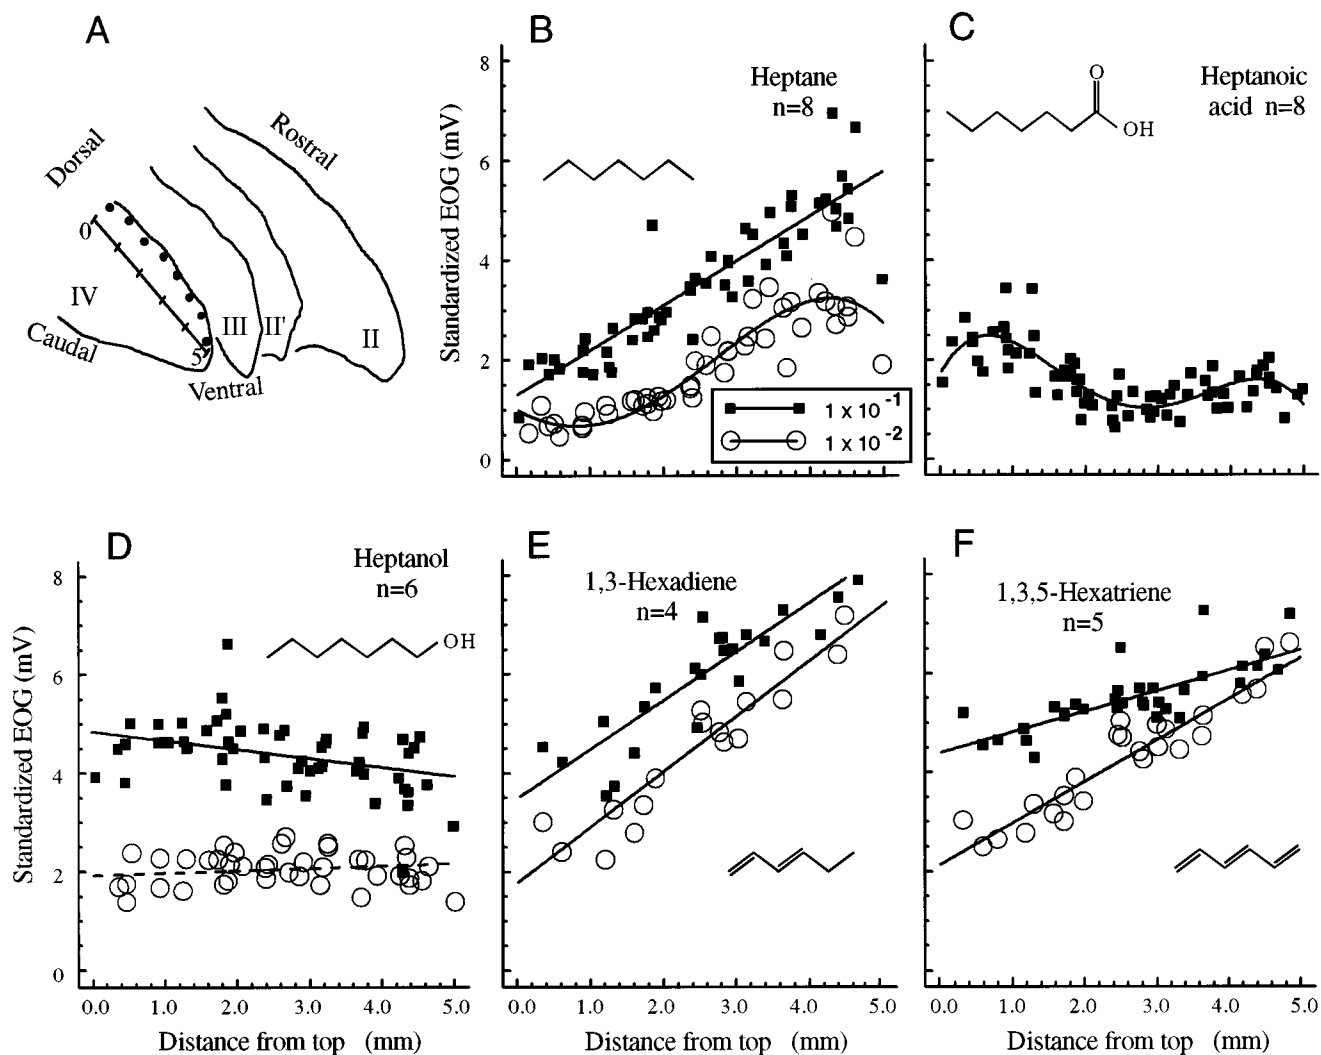 A
Dorsal
Rostral
0
IV
III
II'
II
5
Caudal
Ventral
B
Heptane
n=8
Standardized EOG (mV)
8
6
4
2
0
1 x 10⁻¹
1 x 10⁻²
C
Heptanoic
acid n=8
O
OH
D
Heptanol
n=6
OH
Standardized EOG (mV)
8
6
4
2
0
0.0 1.0 2.0 3.0 4.0 5.0
Distance from top (mm)
E
1,3-Hexadiene
n=4
0.0 1.0 2.0 3.0 4.0 5.0
Distance from top (mm)
F
1,3,5-Hexatriene
n=5
0.0 1.0 2.0 3.0 4.0 5.0
Distance from top (mm)